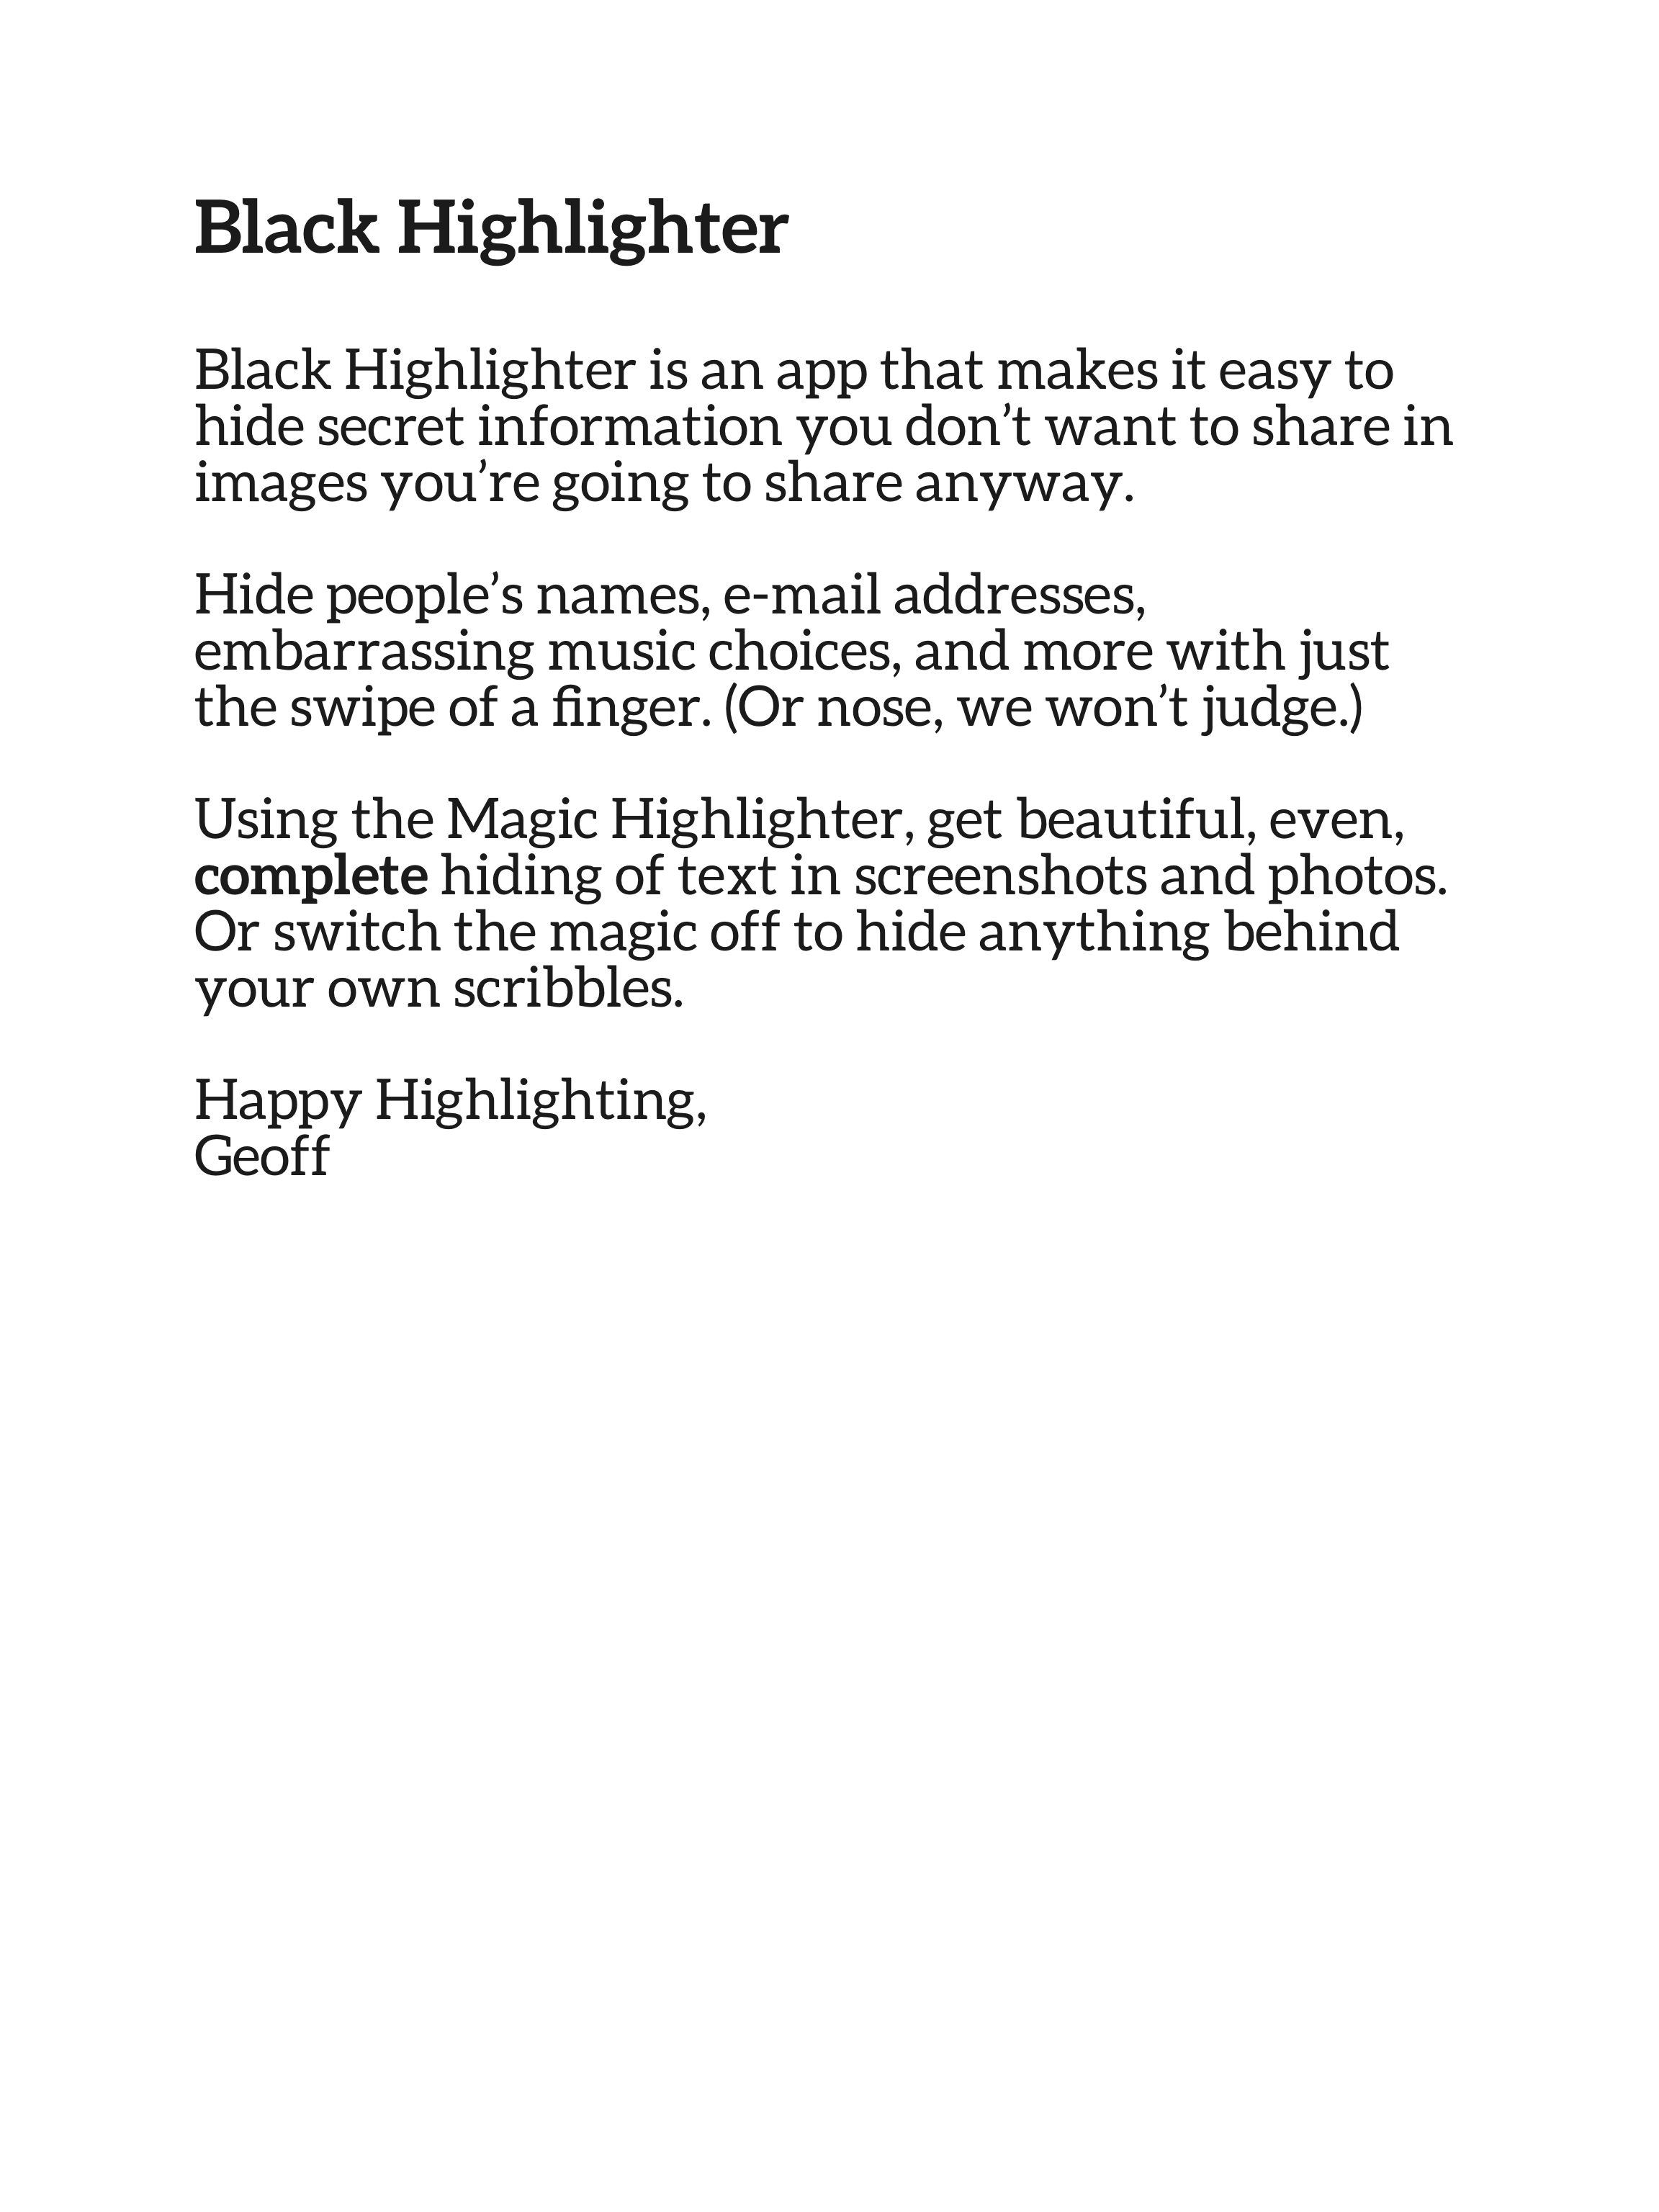 Black Highlighter
Black Highlighter is an app that makes it easy to
hide secret information you don’t want to share in
images you’re going to share anyway.
Hide people’s names, e-mail addresses,
embarrassing music choices, and more with just
the swipe of a finger. (Or nose, we won’t judge.)
Using the Magic Highlighter, get beautiful, even,
complete hiding of text in screenshots and photos.
Or switch the magic off to hide anything behind
your own scribbles.
Happy Highlighting,
Geoff